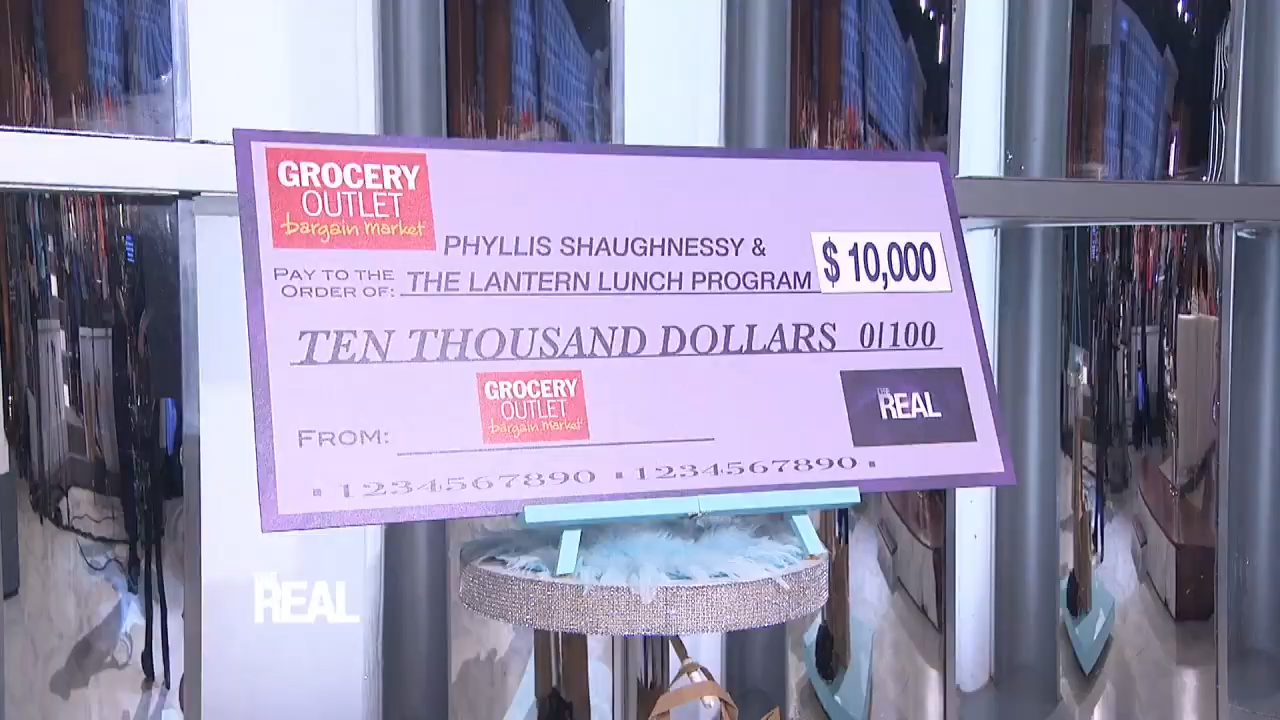 GROCERY
OUTLET
bargain market
PHYLLIS SHAUGHNESSY &
PAY TO THE
ORDER OF: THE LANTERN LUNCH PROGRAM
$10,000
TEN THOUSAND DOLLARS 0/100
GROCERY
OUTLET
bargain market
THE
REAL
FROM:
1234567890 1234567890
THE
REAL